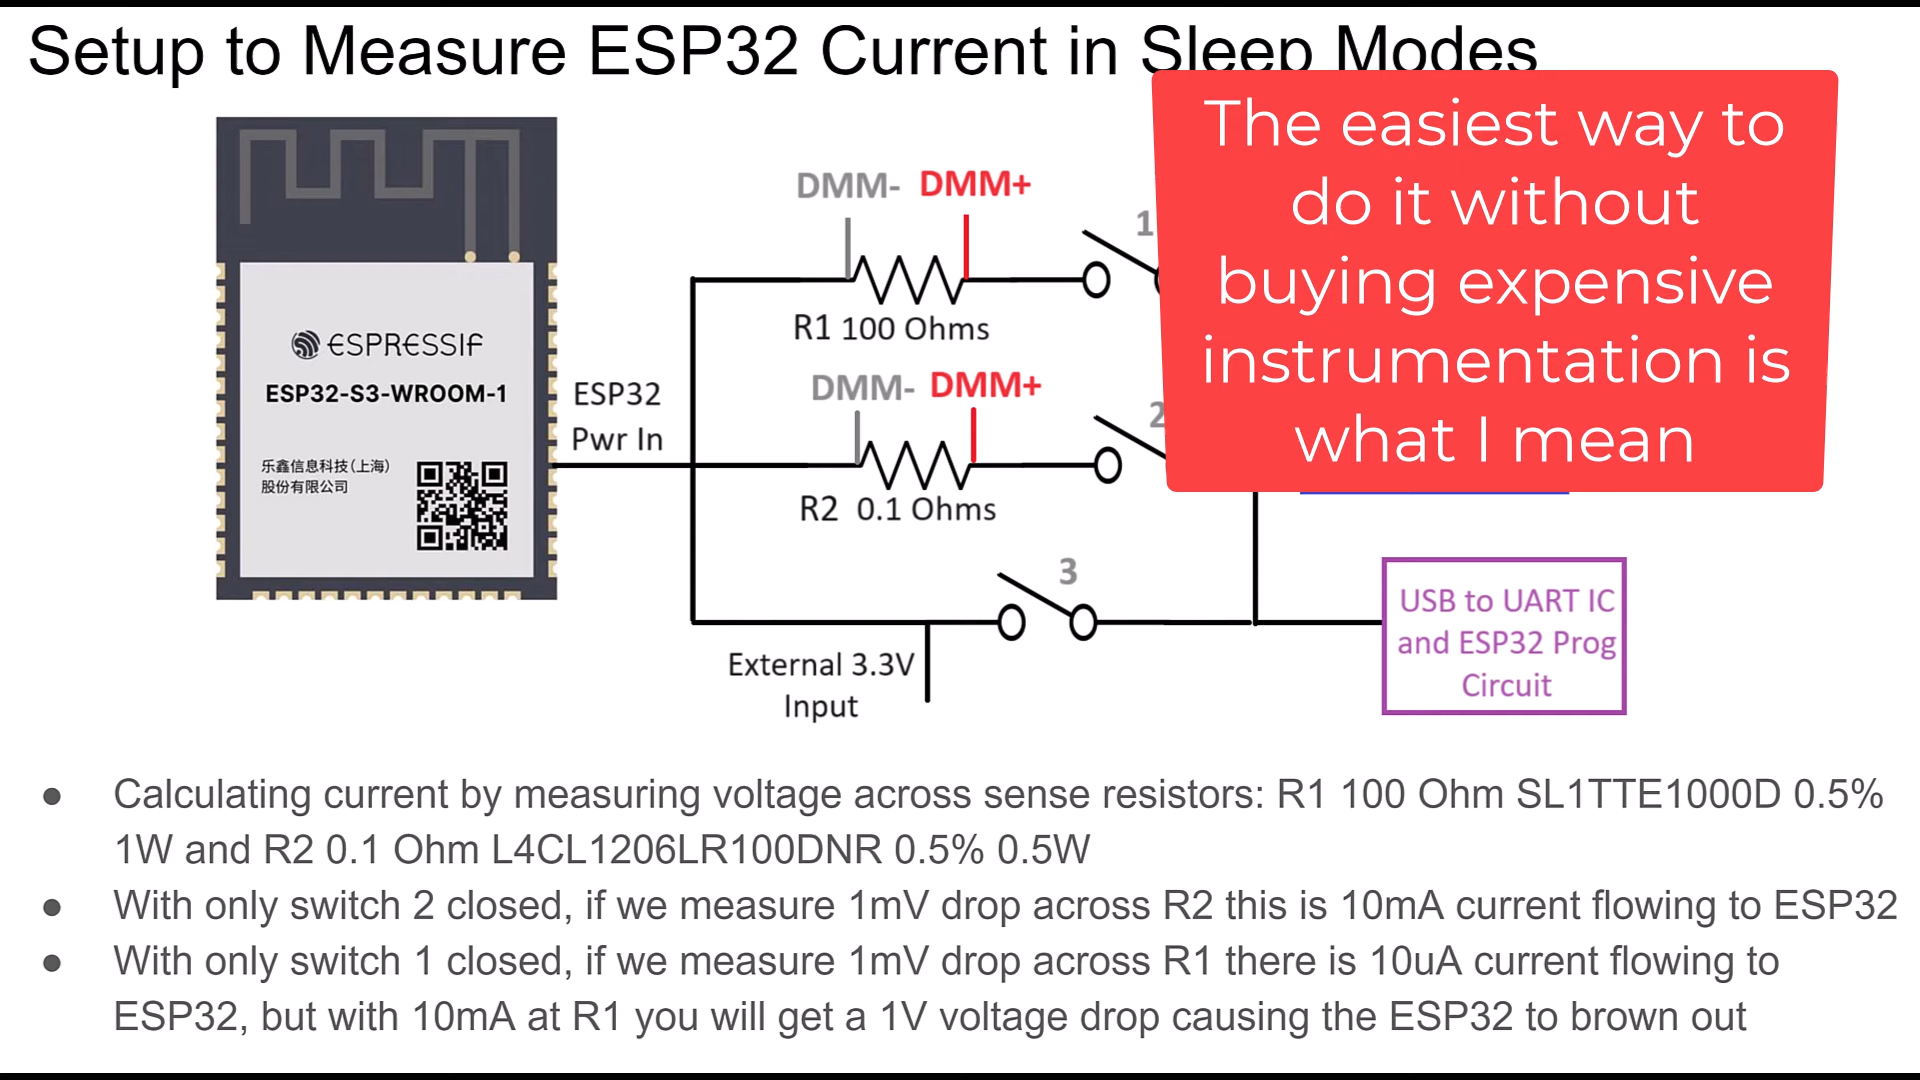 Setup to Measure ESP32 Current in Sleep Modes
The easiest way to
do it without
buying expensive
instrumentation is
what I mean
DMM- DMM+
1
R1 100 Ohms
DMM- DMM+
2
R2 0.1 Ohms
ESP32
Pwr In
ESPRESSIF
ESP32-S3-WROOM-1
乐鑫信息科技(上海)
股份有限公司
3
External 3.3V
Input
USB to UART IC
and ESP32 Prog
Circuit
● Calculating current by measuring voltage across sense resistors: R1 100 Ohm SL1TTE1000D 0.5%
1W and R2 0.1 Ohm L4CL1206LR100DNR 0.5% 0.5W
● With only switch 2 closed, if we measure 1mV drop across R2 this is 10mA current flowing to ESP32
● With only switch 1 closed, if we measure 1mV drop across R1 there is 10uA current flowing to
ESP32, but with 10mA at R1 you will get a 1V voltage drop causing the ESP32 to brown out